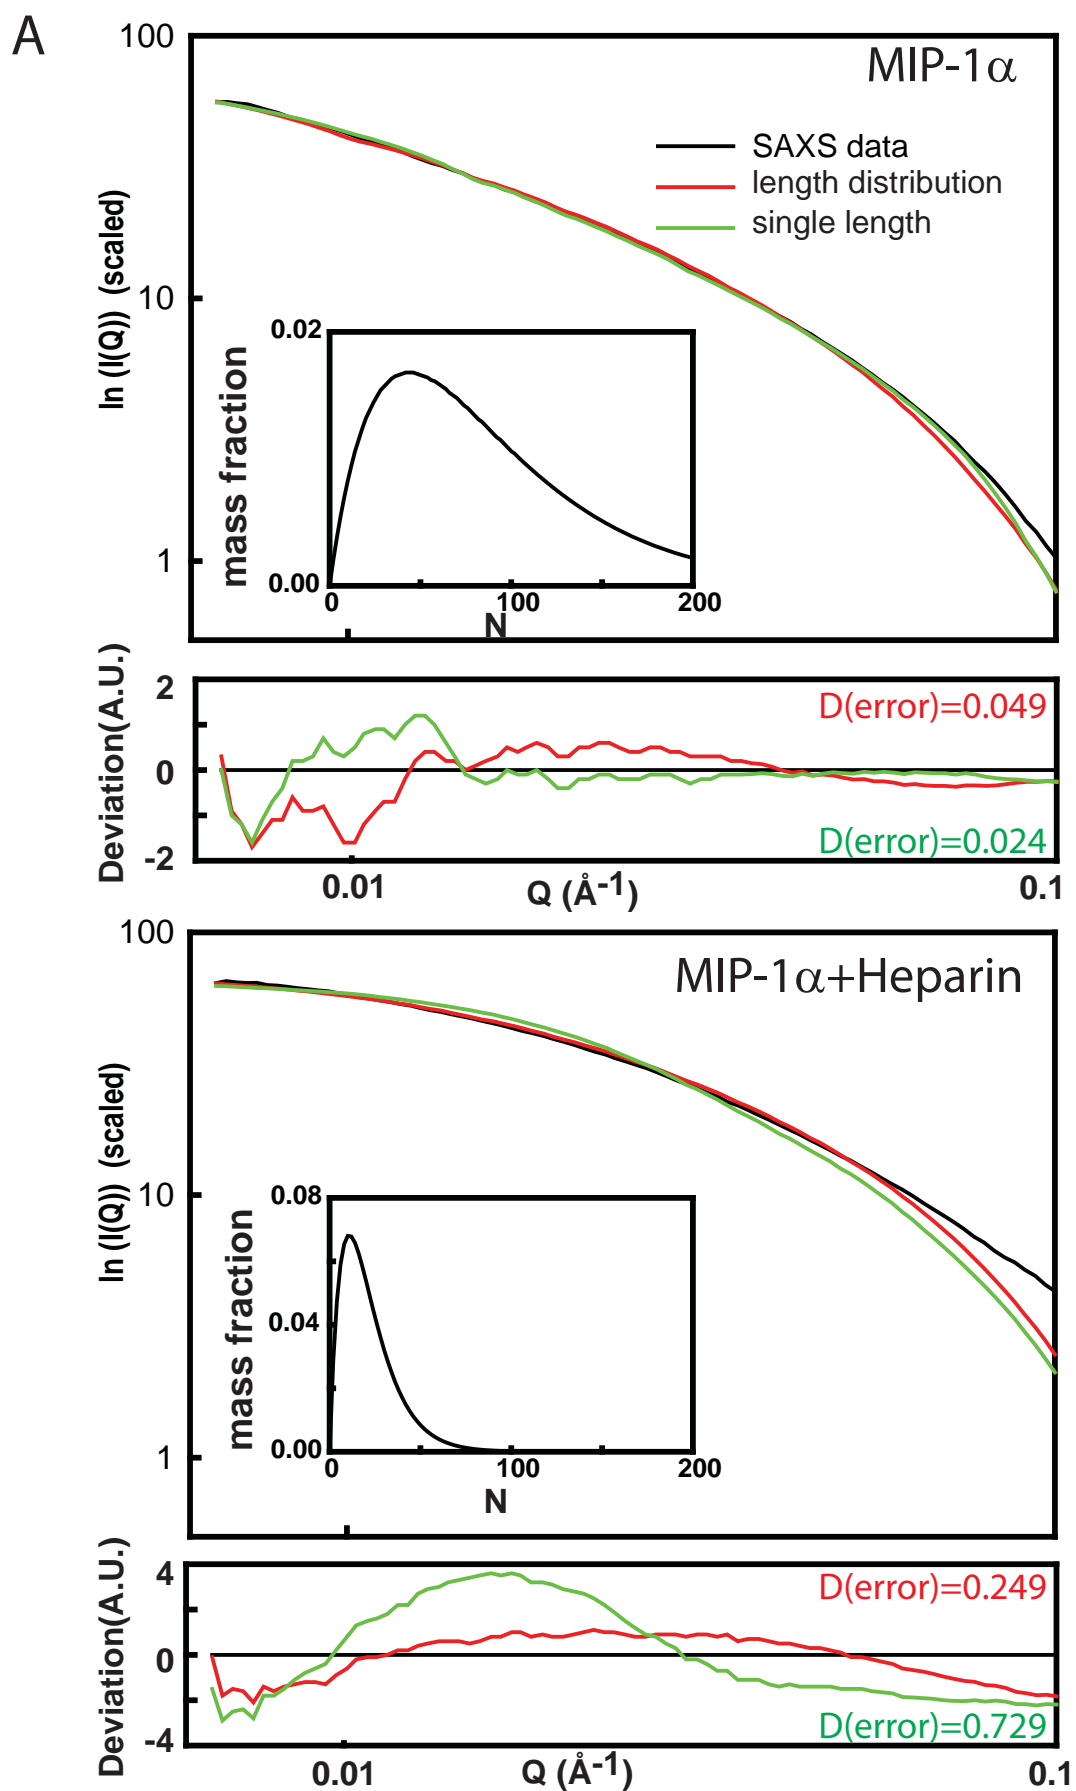 A
100
MIP-1α
SAXS data
length distribution
single length
ln (I(Q)) (scaled)
10
0.02
mass fraction
0.00
0
100
200
N
1
2
Deviation(A.U.)
D(error)=0.049
0
D(error)=0.024
-2
0.01
Q (Å-1)
0.1
100
MIP-1α+Heparin
ln (I(Q)) (scaled)
10
0.08
mass fraction
0.04
0.00
0
100
200
N
1
4
Deviation(A.U.)
D(error)=0.249
0
D(error)=0.729
-4
0.01
Q (Å-1)
0.1